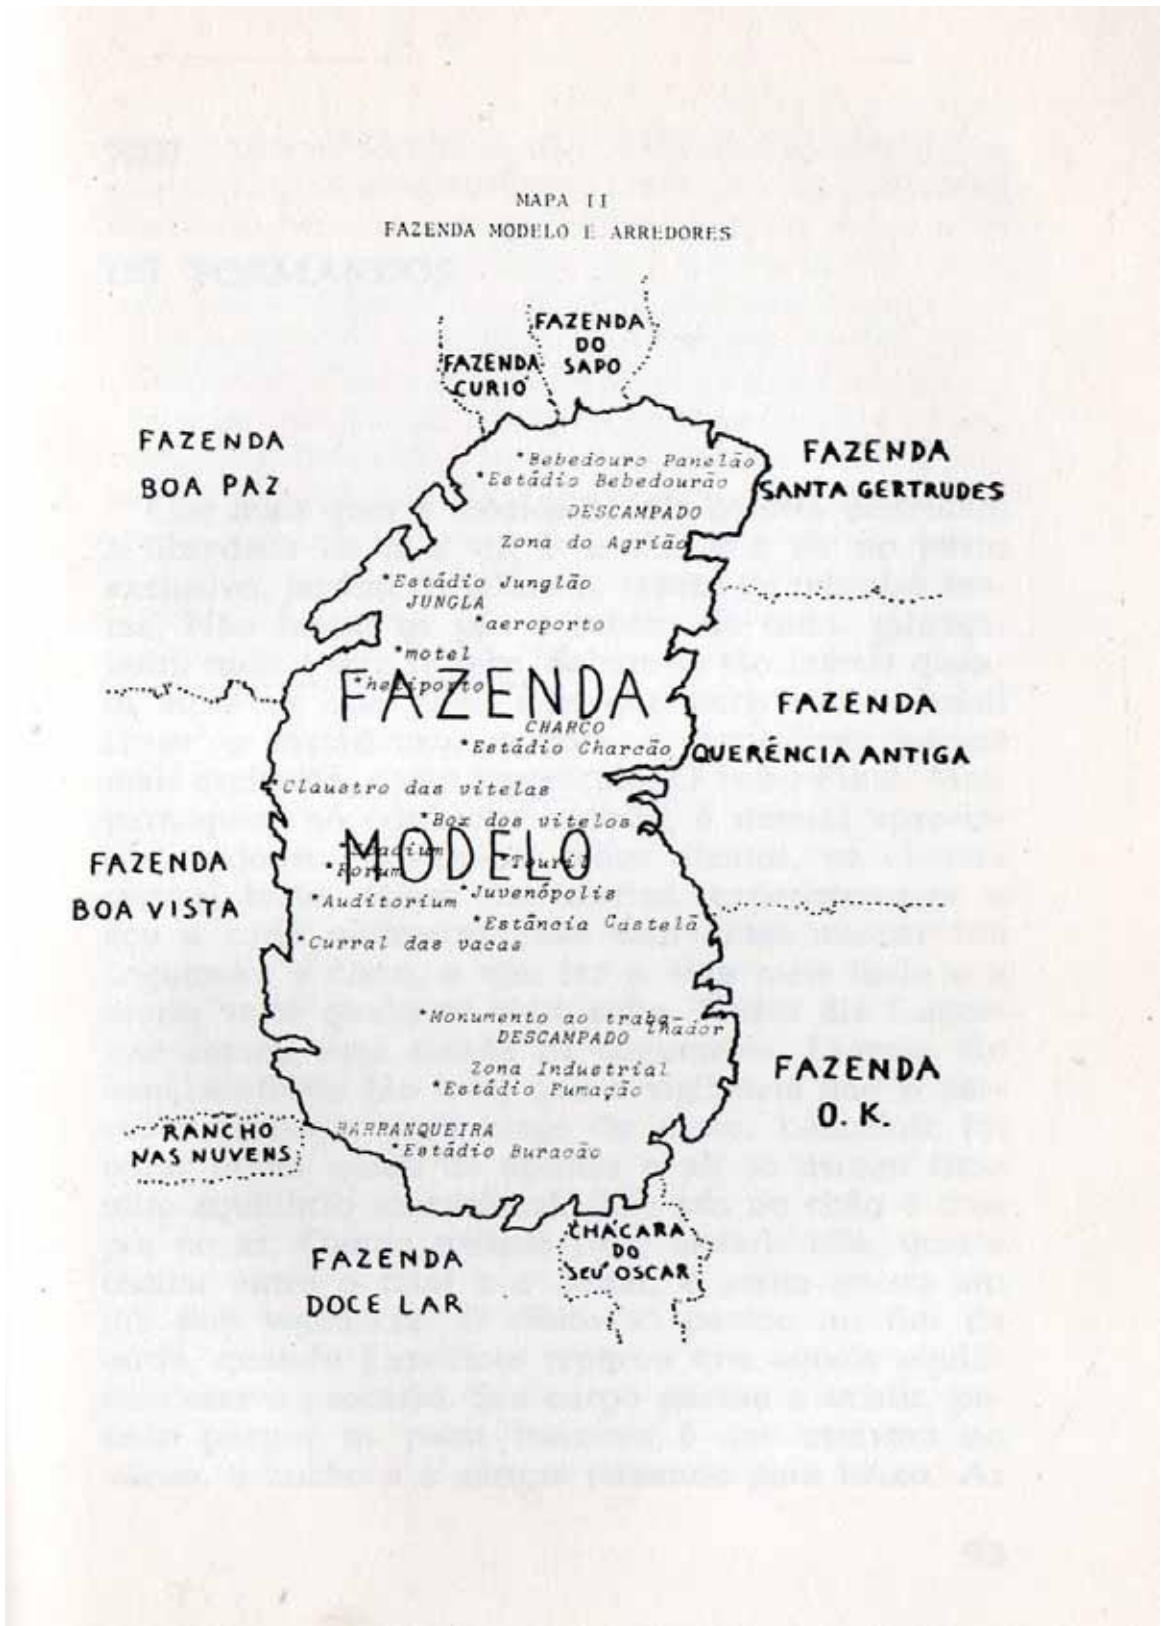 MAPA II
FAZENDA MODELO E ARREDORES
FAZENDA
DO
SAPO
FAZENDA
CURIÓ
FAZENDA
BOA PAZ
FAZENDA
SANTA GERTRUDES
*Bebedouro Panelão
*Estádio Bebedourão
DESCAMPADO
Zona do Agrião
*Estádio Junglão
JUNGLA
*aeroporto
*motel
*heliporto
FAZENDA
MODELO
CHARCO
*Estádio Charcão
FAZENDA
QUERÊNCIA ANTIGA
*Claustro das vitelas
*Box dos vitelos
*Stadium
*Touril
*Forum
*Juvenópolis
*Auditorium
*Estância Castelã
*Curral das vacas
FAZENDA
BOA VISTA
*Monumento ao traba-
lhador
DESCAMPADO
Zona Industrial
*Estádio Fumação
FAZENDA
O. K.
BARRANQUEIRA
*Estádio Buracão
RANCHO
NAS NUVENS
FAZENDA
DOCE LAR
CHÁCARA
DO
SEU OSCAR